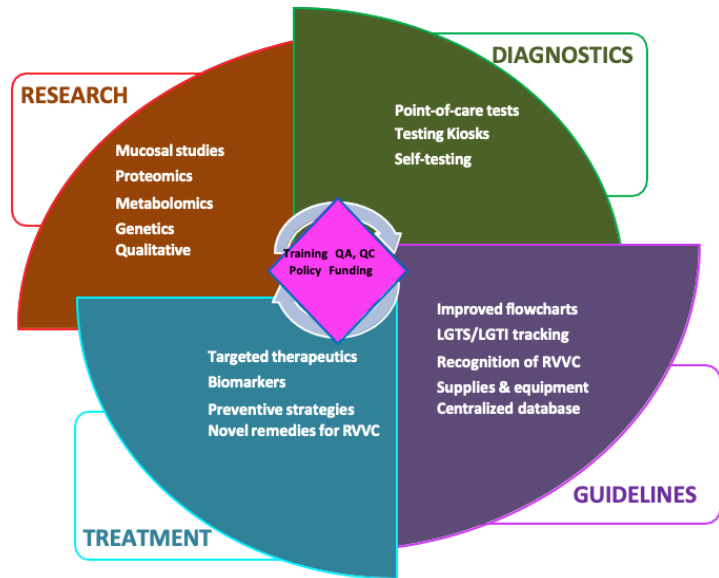 RESEARCH
Mucosal studies
Proteomics
Metabolomics
Genetics
Qualitative
DIAGNOSTICS
Point-of-care tests
Testing Kiosks
Self-testing
Training QA, QC
Policy Funding
Targeted therapeutics
Biomarkers
Preventive strategies
Novel remedies for RVVC
TREATMENT
Improved flowcharts
LGTS/LGTI tracking
Recognition of RVVC
Supplies & equipment
Centralized database
GUIDELINES